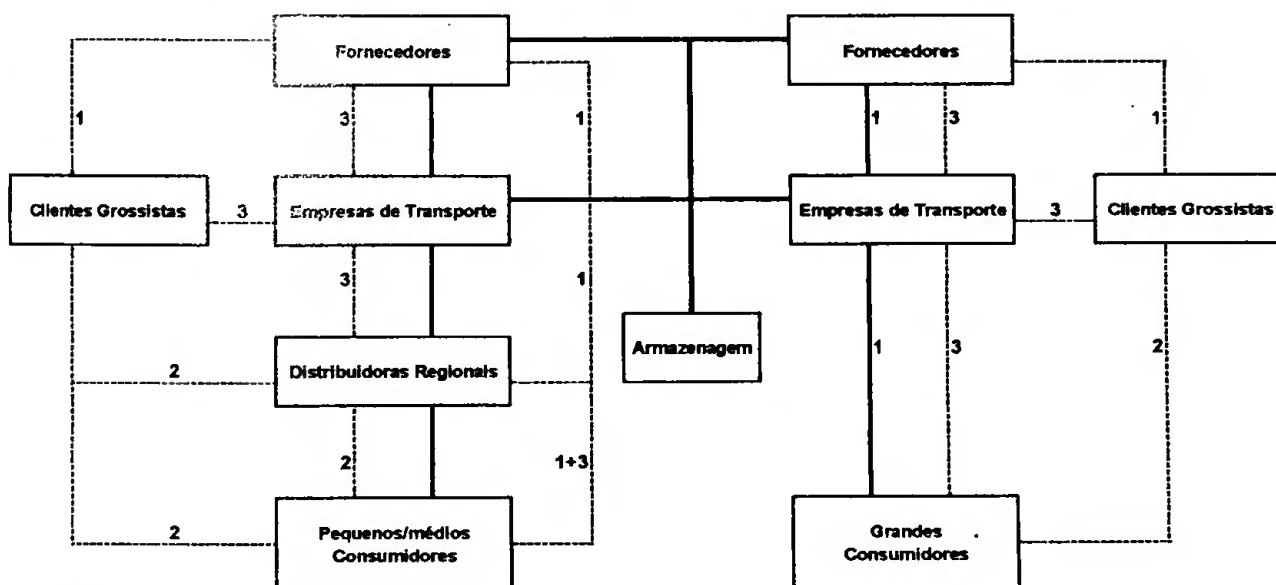 Fornecedores
Fornecedores
1
3
1
1
3
1
Clientes Grossistas
3
Empresas de Transporte
Empresas de Transporte
3
Clientes Grossistas
3
1
Armazenagem
1
3
2
2
Distribuidoras Regionais
2
1+3
2
Pequenos/médios
Consumidores
Grandes
Consumidores